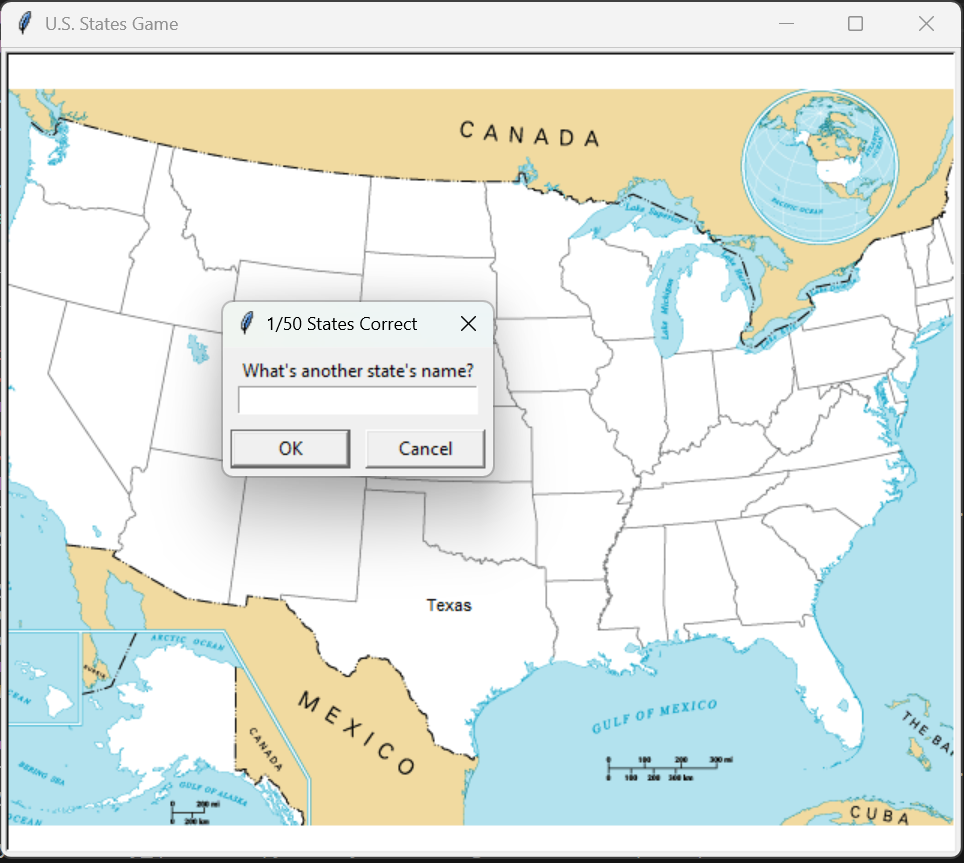 U.S. States Game
CANADA
PACIFIC OCEAN
Lake Superior
Lake Michigan
1/50 States Correct
What's another state's name?
OK
Cancel
Texas
ARCTIC OCEAN
RUSSIA
MEXICO
CANADA
GULF OF MEXICO
THE BA
BERING SEA
GULF OF ALASKA
0 100 200 300 mi
0 100 200 300 km
0 200 mi
0 200 km
CUBA
OCEAN